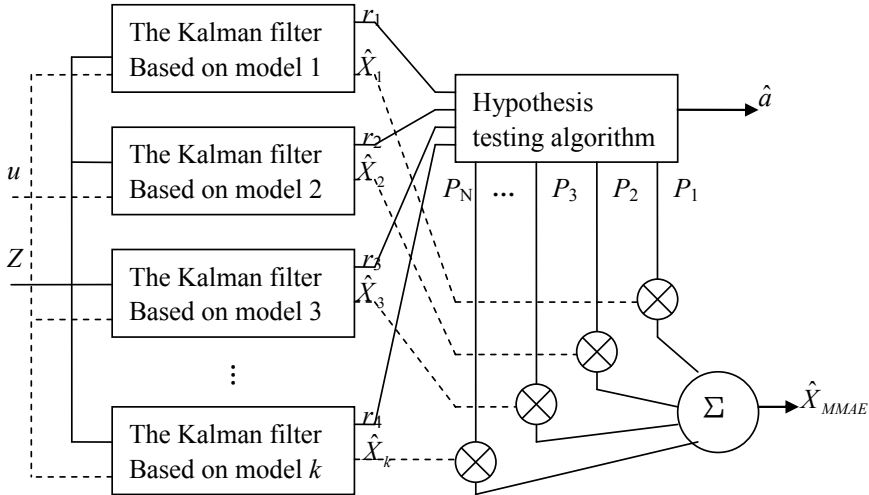 The Kalman filter
Based on model 1
r1
X̂1
The Kalman filter
Based on model 2
r2
X̂2
The Kalman filter
Based on model 3
r3
X̂3
⋮
The Kalman filter
Based on model k
r4
X̂k
u
Z
Hypothesis
testing algorithm
â
PN ... P3 P2 P1
Σ
X̂MMAE